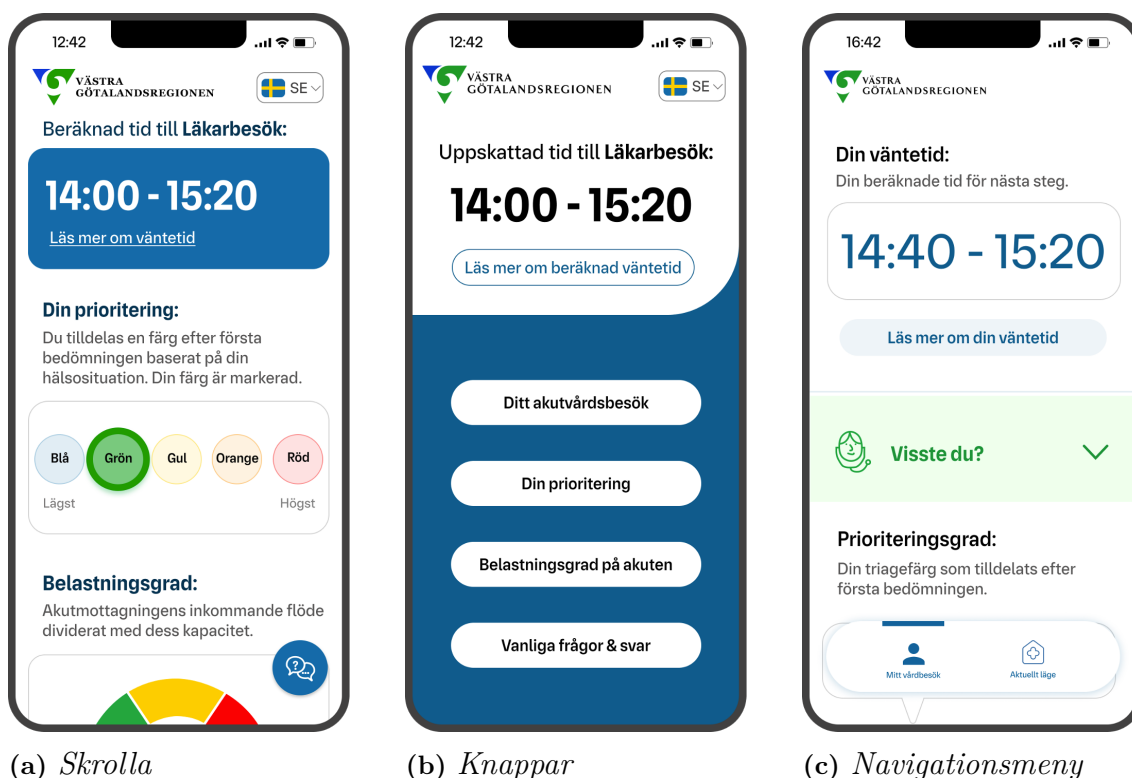 12:42
VÄSTRA
GÖTALANDSREGIONEN
SE
Beräknad tid till Läkarbesök:
14:00 - 15:20
Läs mer om väntetid
Din prioritering:
Du tilldelas en färg efter första
bedömningen baserat på din
hälsosituation. Din färg är markerad.
Blå
Grön
Gul
Orange
Röd
Lägst
Högst
Belastningsgrad:
Akutmottagningens inkommande flöde
dividerat med dess kapacitet.
?...
(a) Skrolla
12:42
VÄSTRA
GÖTALANDSREGIONEN
SE
Uppskattad tid till Läkarbesök:
14:00 - 15:20
Läs mer om beräknad väntetid
Ditt akutvårdsbesök
Din prioritering
Belastningsgrad på akuten
Vanliga frågor & svar
(b) Knappar
16:42
VÄSTRA
GÖTALANDSREGIONEN
Din väntetid:
Din beräknade tid för nästa steg.
14:40 - 15:20
Läs mer om din väntetid
Visste du?
Prioriteringsgrad:
Din triagefärg som tilldelats efter
första bedömningen.
Mitt vårdbesök
Aktuellt läge
(c) Navigationsmeny